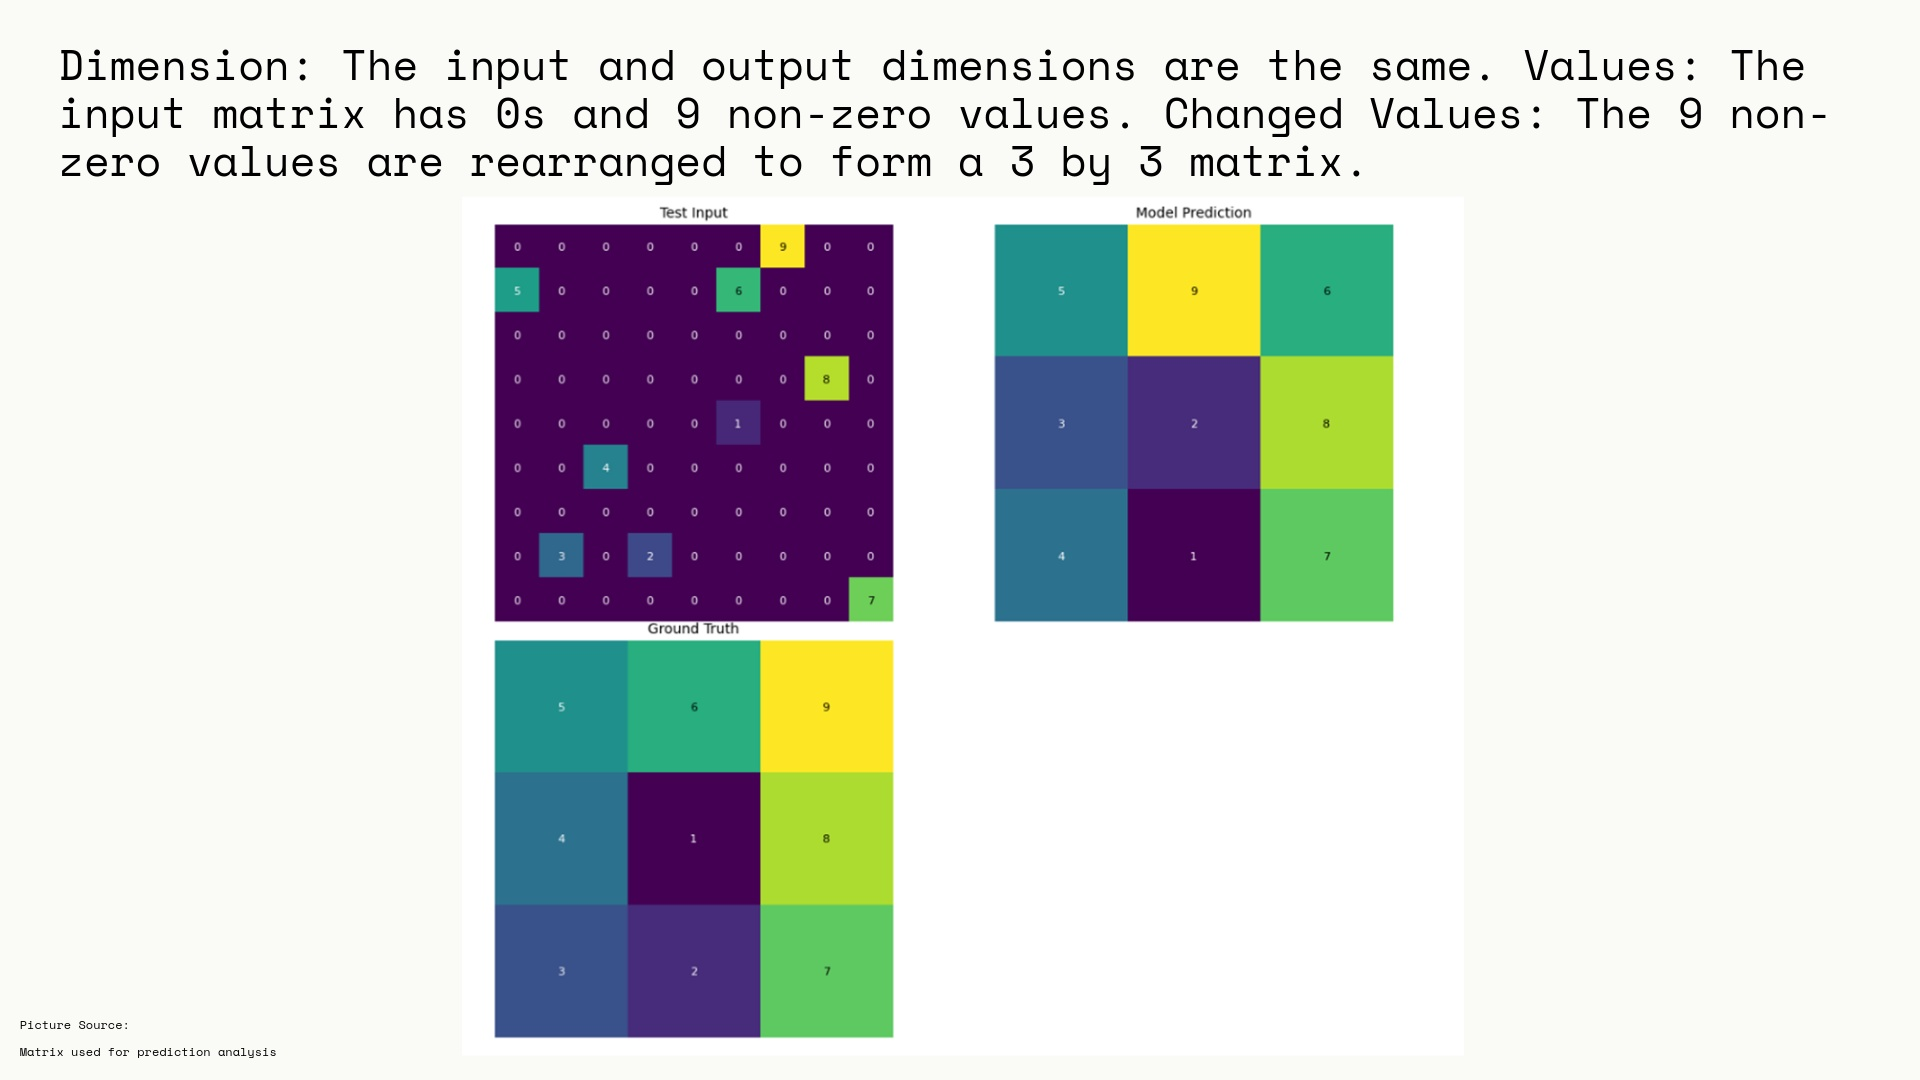 Dimension: The input and output dimensions are the same. Values: The
input matrix has 0s and 9 non-zero values. Changed Values: The 9 non-
zero values are rearranged to form a 3 by 3 matrix.
Test Input
0 0 0 0 0 0 9 0 0
5 0 0 0 0 6 0 0 0
0 0 0 0 0 0 0 0 0
0 0 0 0 0 0 0 8 0
0 0 0 0 0 1 0 0 0
0 0 4 0 0 0 0 0 0
0 0 0 0 0 0 0 0 0
0 3 0 2 0 0 0 0 0
0 0 0 0 0 0 0 0 7
Model Prediction
5 9 6
3 2 8
4 1 7
Ground Truth
5 6 9
4 1 8
3 2 7
Picture Source:
Matrix used for prediction analysis